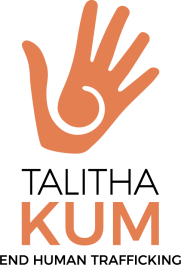 TALITHA
KUM
END HUMAN TRAFFICKING